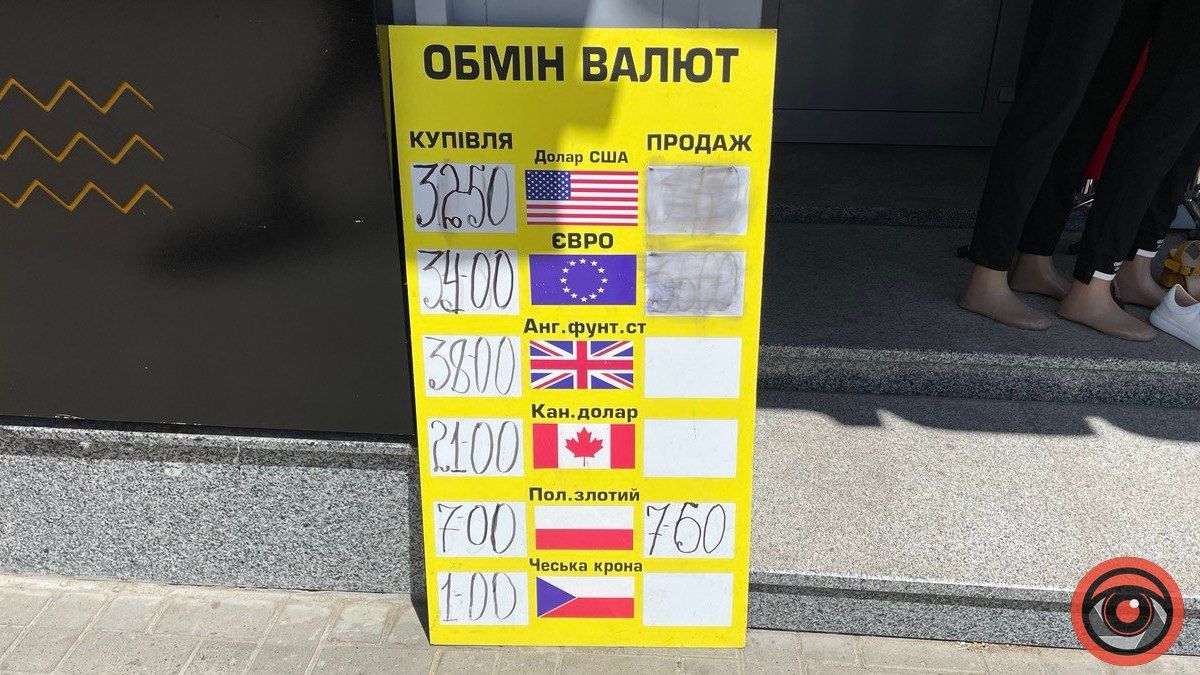 ОБМІН ВАЛЮТ
КУПІВЛЯ ПРОДАЖ
Долар США
32-50
ЄВРО
34-00
Анг.фунт.ст
38-00
Кан.долар
21-00
Пол.злотий
7-00 7-60
Чеська крона
1-00